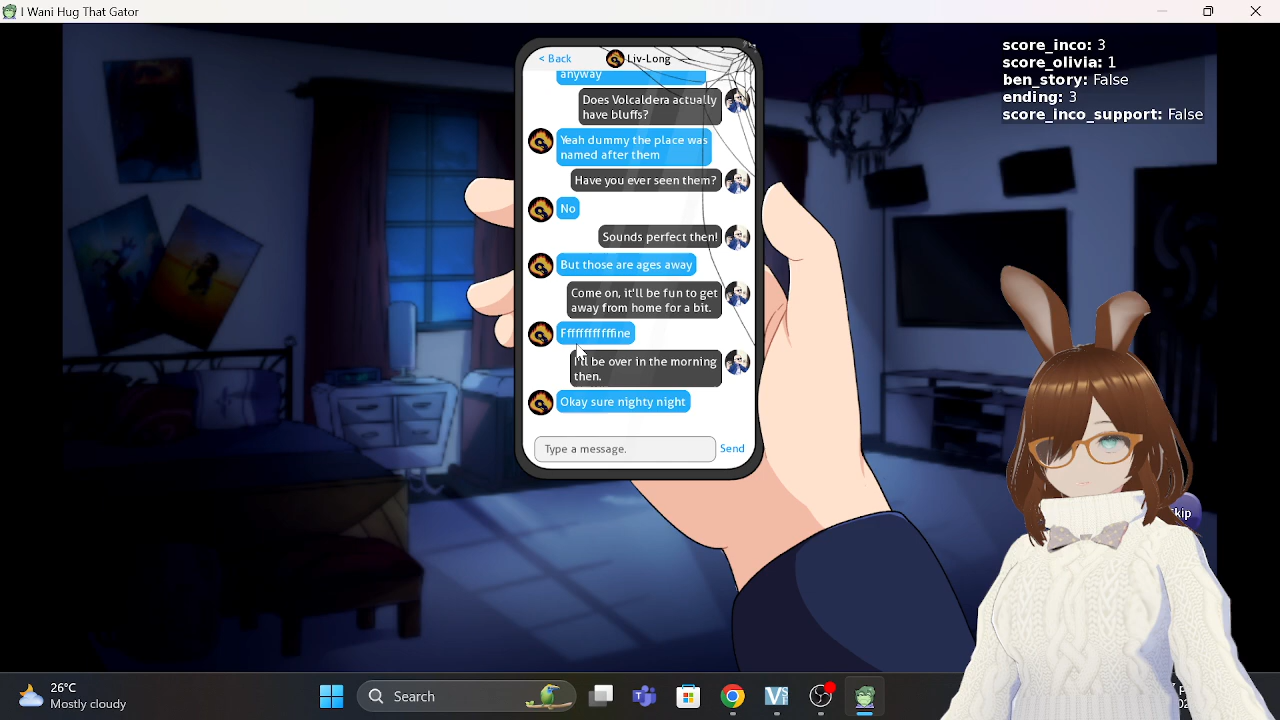 I Wani Hug That Gator
score_inco: 3
score_olivia: 1
ben_story: False
ending: 3
score_inco_support: False
< Back
Liv-Long
anyway
Does Volcaldera actually
have bluffs?
Yeah dummy the place was
named after them
Have you ever seen them?
No
Sounds perfect then!
But those are ages away
Come on, it'll be fun to get
away from home for a bit.
Fffffffffffine
I'll be over in the morning
then.
Okay sure nighty night
Type a message.
Send
26°C
Mostly cloudy
Search